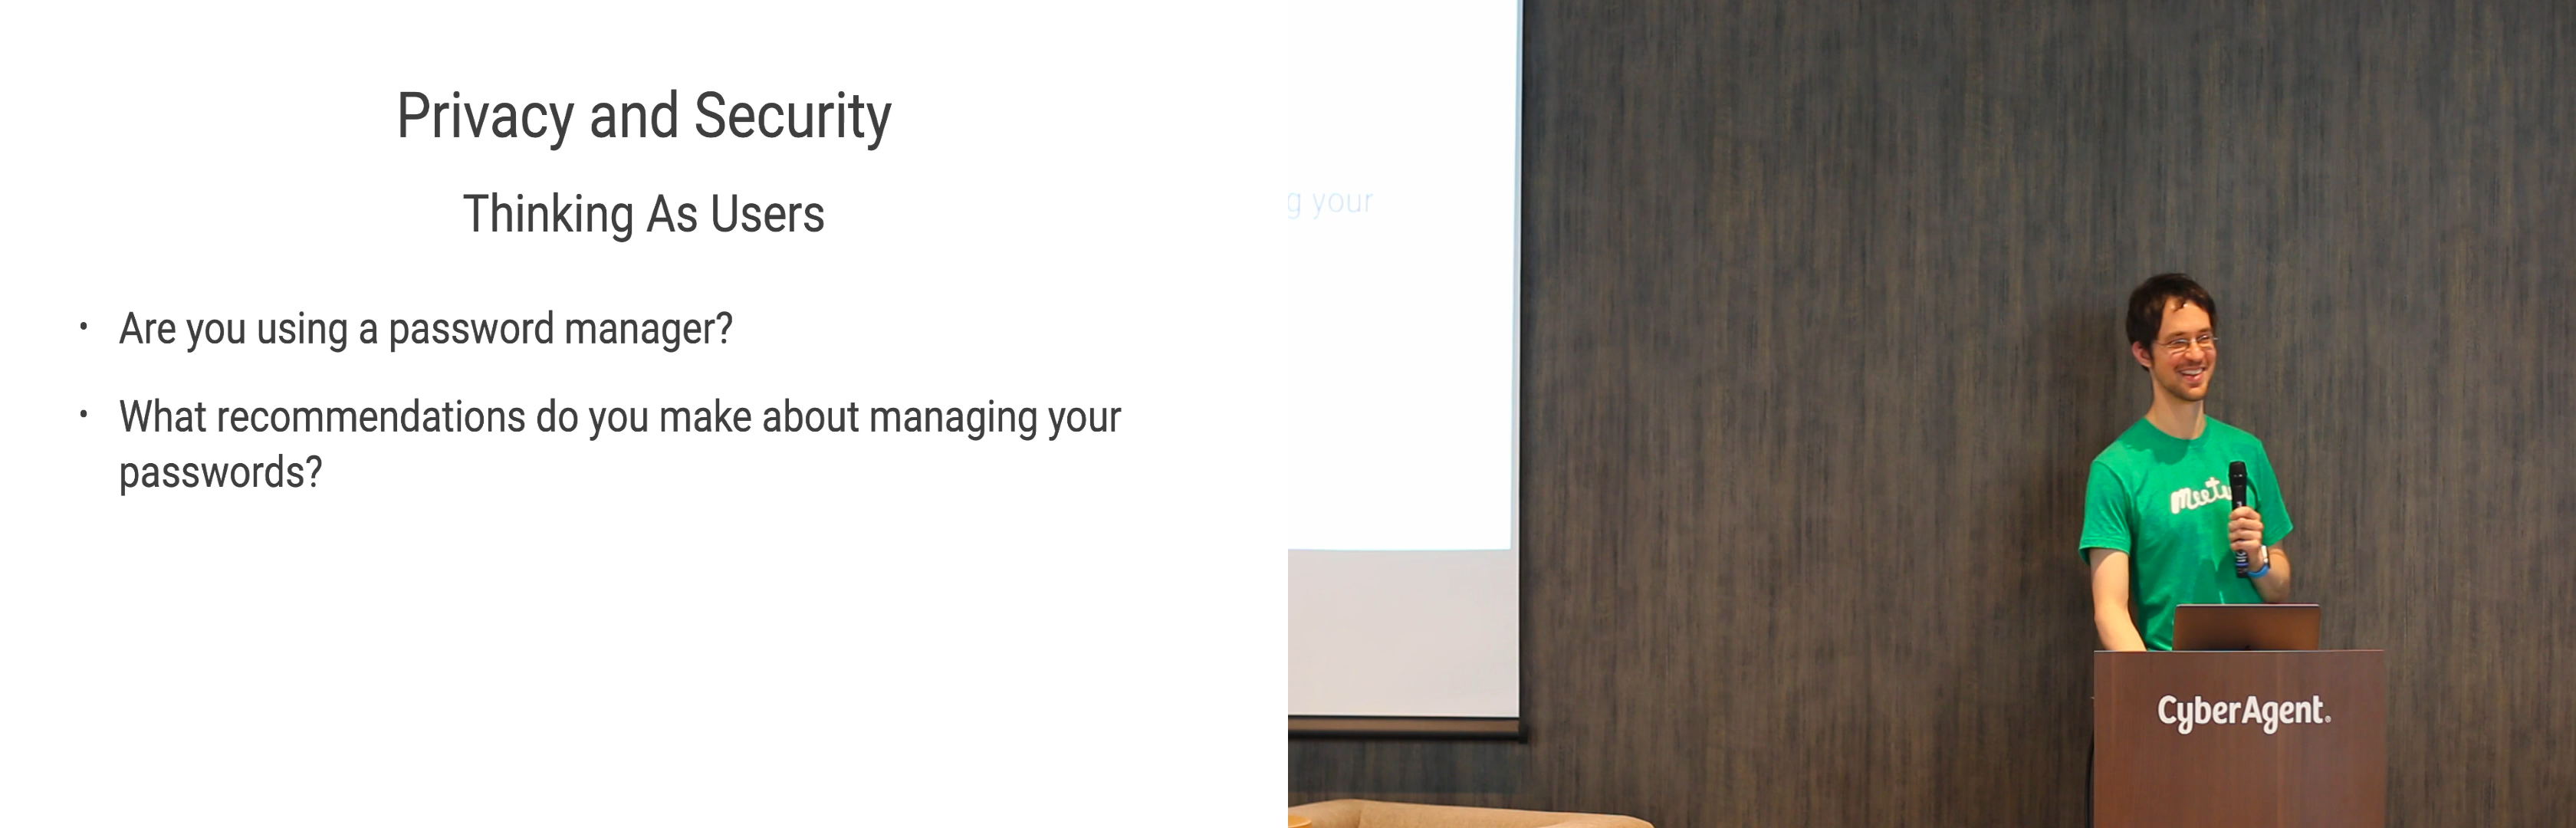 Privacy and Security
Thinking As Users
• Are you using a password manager?
• What recommendations do you make about managing your
passwords?
g your
CyberAgent.